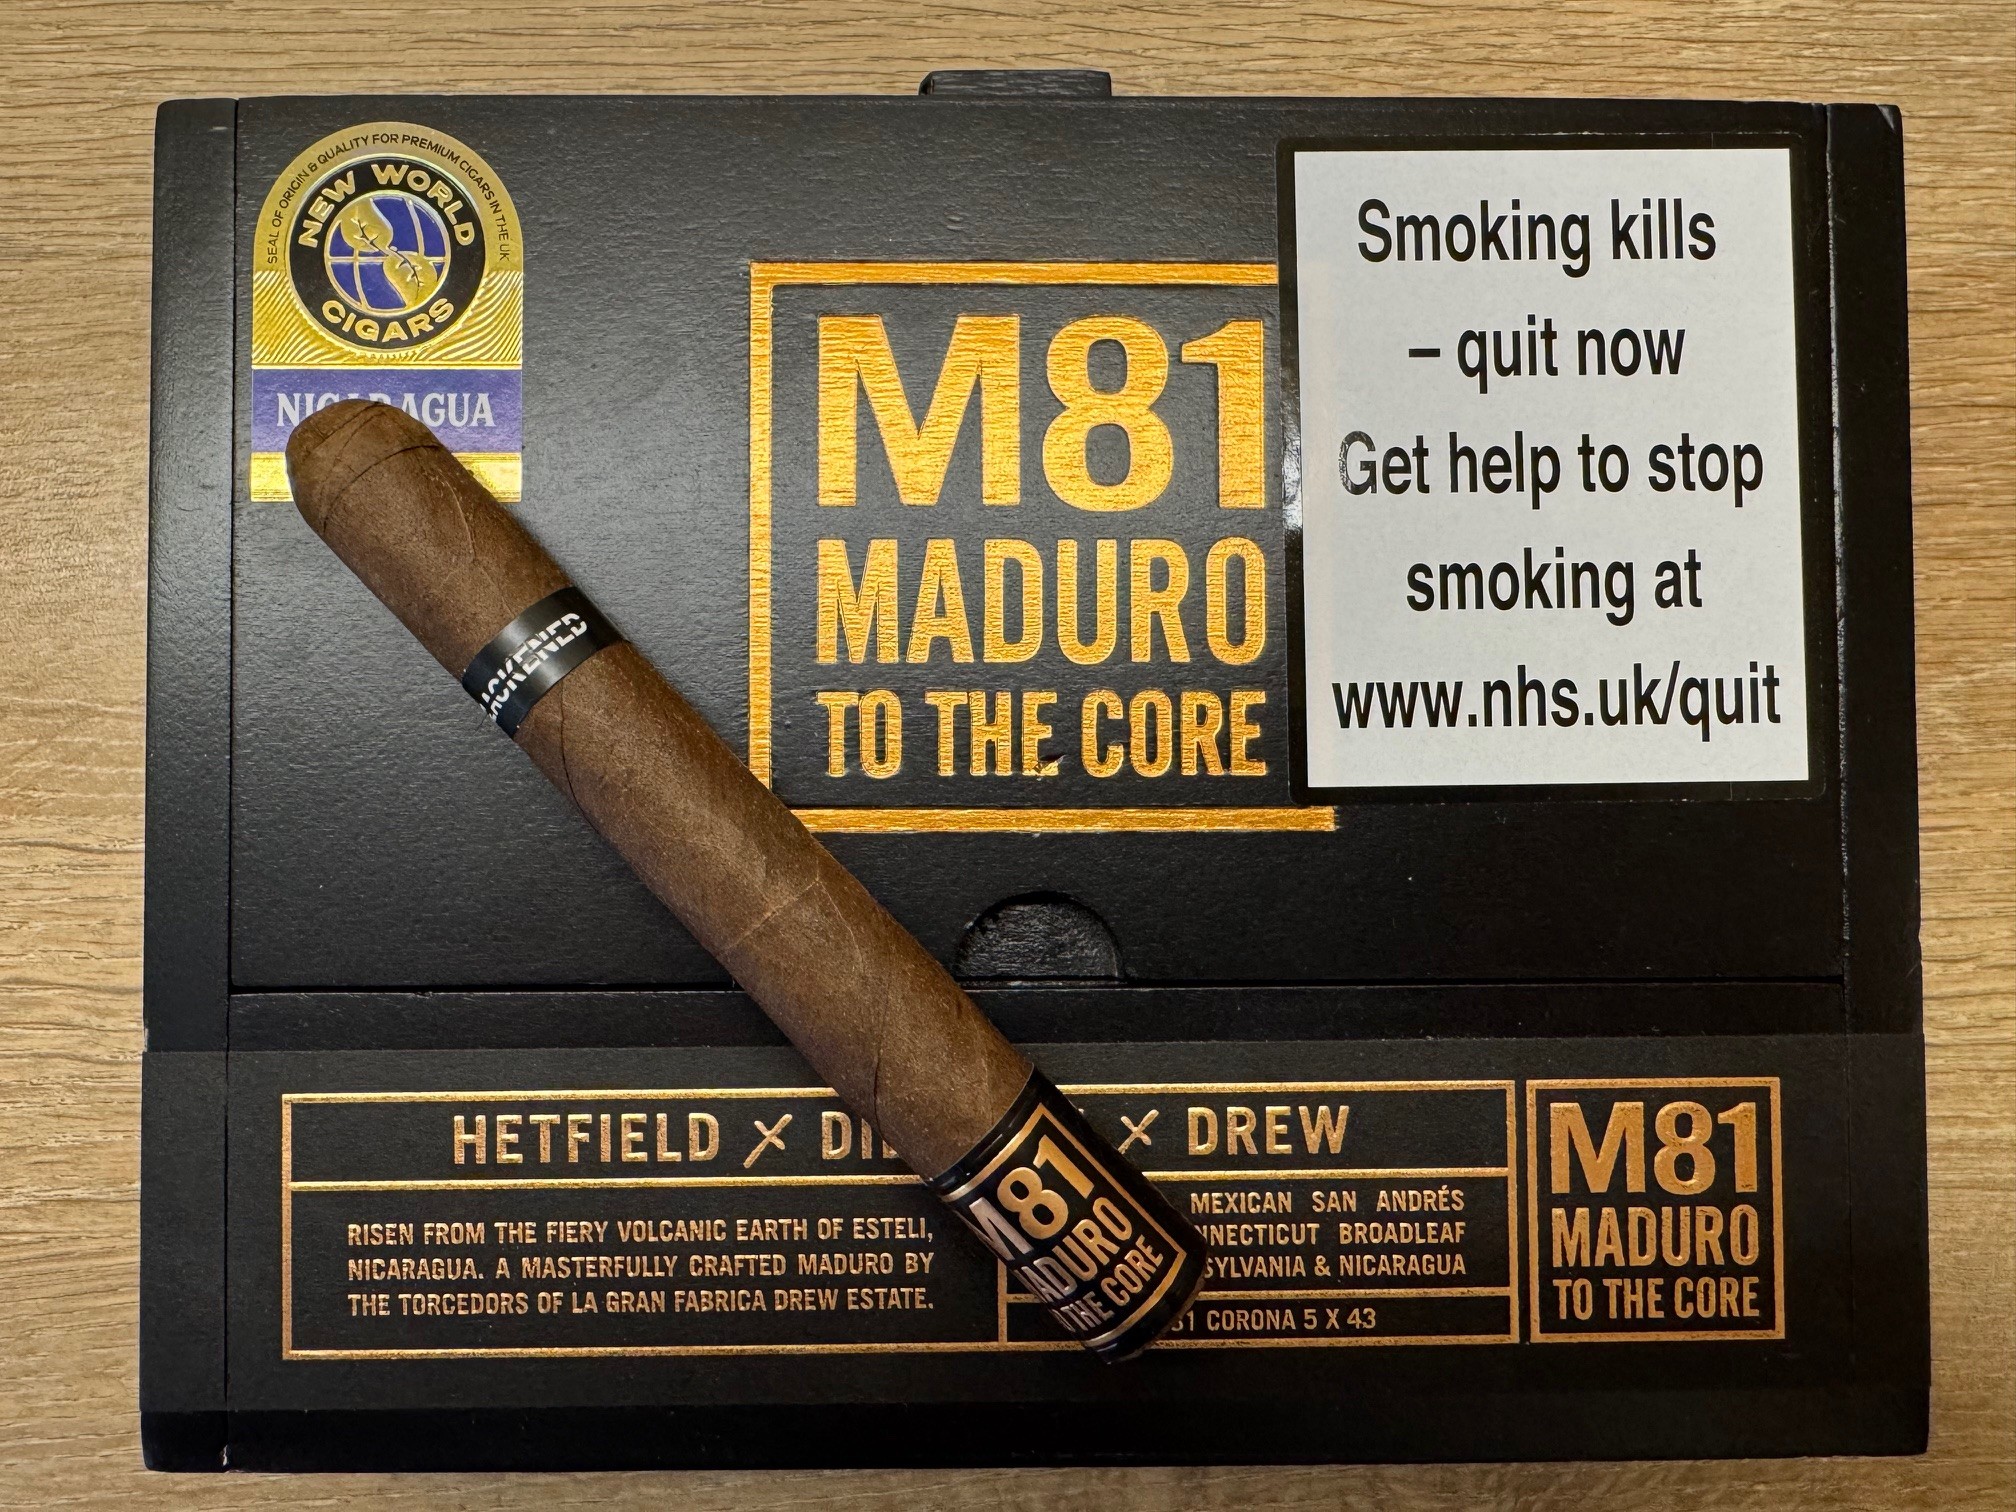 SEAL OF ORIGIN & QUALITY FOR PREMIUM CIGARS IN THE UK
NEW WORLD
CIGARS
M81
MADURO
TO THE CORE
Smoking kills
– quit now
Get help to stop
smoking at
www.nhs.uk/quit
HETFIELD × × DREW
RISEN FROM THE FIERY VOLCANIC EARTH OF ESTELI,
NICARAGUA. A MASTERFULLY CRAFTED MADURO BY
THE TORCEDORS OF LA GRAN FABRICA DREW ESTATE.
MEXICAN SAN ANDRÉS
BROADLEAF
& NICARAGUA
CORONA 5 X 43
M81
MADURO
TO THE CORE
M81
THE CORE